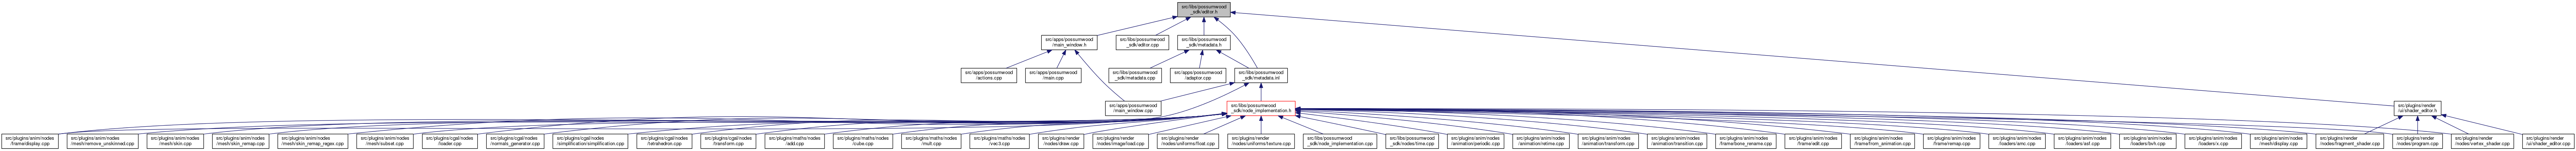 src/libs/possumwood
_sdk/editor.h
src/apps/possumwood
/main_window.h
src/libs/possumwood
_sdk/editor.cpp
src/libs/possumwood
_sdk/metadata.h
src/apps/possumwood
/actions.cpp
src/apps/possumwood
/main.cpp
src/libs/possumwood
_sdk/metadata.cpp
src/apps/possumwood
/adaptor.cpp
src/libs/possumwood
_sdk/metadata.inl
src/apps/possumwood
/main_window.cpp
src/libs/possumwood
_sdk/node_implementation.h
src/plugins/render
/ui/shader_editor.h
src/plugins/anim/nodes
/frame/display.cpp
src/plugins/anim/nodes
/mesh/remove_unskinned.cpp
src/plugins/anim/nodes
/mesh/skin.cpp
src/plugins/anim/nodes
/mesh/skin_remap.cpp
src/plugins/anim/nodes
/mesh/skin_remap_regex.cpp
src/plugins/anim/nodes
/mesh/subset.cpp
src/plugins/cgal/nodes
/loader.cpp
src/plugins/cgal/nodes
/normals_generator.cpp
src/plugins/cgal/nodes
/simplification/simplification.cpp
src/plugins/cgal/nodes
/tetrahedron.cpp
src/plugins/cgal/nodes
/transform.cpp
src/plugins/maths/nodes
/add.cpp
src/plugins/maths/nodes
/cube.cpp
src/plugins/maths/nodes
/mult.cpp
src/plugins/maths/nodes
/vec3.cpp
src/plugins/render
/nodes/draw.cpp
src/plugins/render
/nodes/image/load.cpp
src/plugins/render
/nodes/uniforms/float.cpp
src/plugins/render
/nodes/uniforms/texture.cpp
src/libs/possumwood
_sdk/node_implementation.cpp
src/libs/possumwood
_sdk/nodes/time.cpp
src/plugins/anim/nodes
/animation/periodic.cpp
src/plugins/anim/nodes
/animation/retime.cpp
src/plugins/anim/nodes
/animation/transform.cpp
src/plugins/anim/nodes
/animation/transition.cpp
src/plugins/anim/nodes
/frame/bone_rename.cpp
src/plugins/anim/nodes
/frame/edit.cpp
src/plugins/anim/nodes
/frame/from_animation.cpp
src/plugins/anim/nodes
/frame/remap.cpp
src/plugins/anim/nodes
/loaders/amc.cpp
src/plugins/anim/nodes
/loaders/asf.cpp
src/plugins/anim/nodes
/loaders/bvh.cpp
src/plugins/anim/nodes
/loaders/x.cpp
src/plugins/anim/nodes
/mesh/display.cpp
src/plugins/render
/nodes/fragment_shader.cpp
src/plugins/render
/nodes/program.cpp
src/plugins/render
/nodes/vertex_shader.cpp
src/plugins/render
/ui/shader_editor.cpp